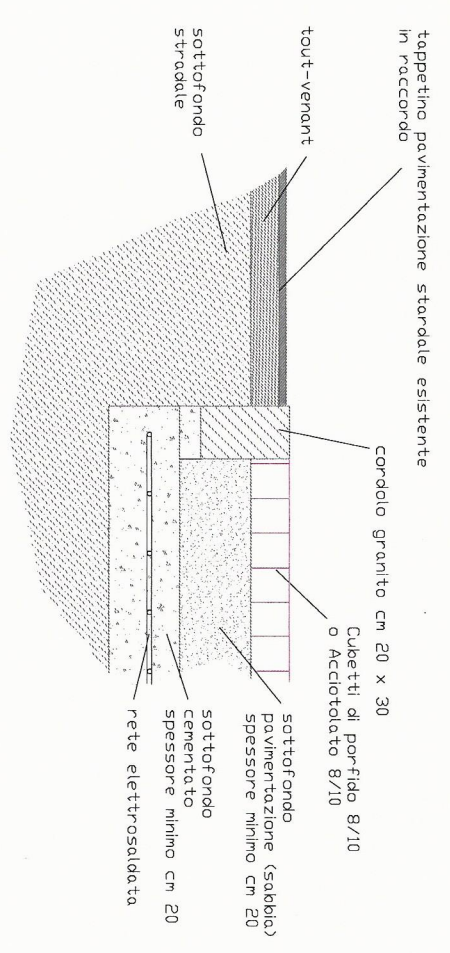 tappetino pavimentazione stardale esistente
in raccordo
tout-venant
sottofondo
stradale
cordolo granito cm 20 x 30
Cubetti di porfido 8/10
o Acciotolato 8/10
sottofondo
pavimentazione (sabbia)
spessore minimo cm 20
sottofondo
cementato
spessore minimo cm 20
rete elettrosaldata